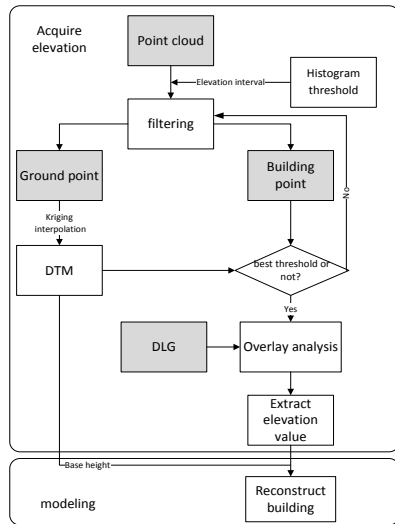 Acquire
elevation
Point cloud
Elevation interval
Histogram
threshold
filtering
Ground point
Building
point
No
Kriging
interpolation
DTM
best threshold or
not?
Yes
DLG
Overlay analysis
Extract
elevation
value
Base height
modeling
Reconstruct
building